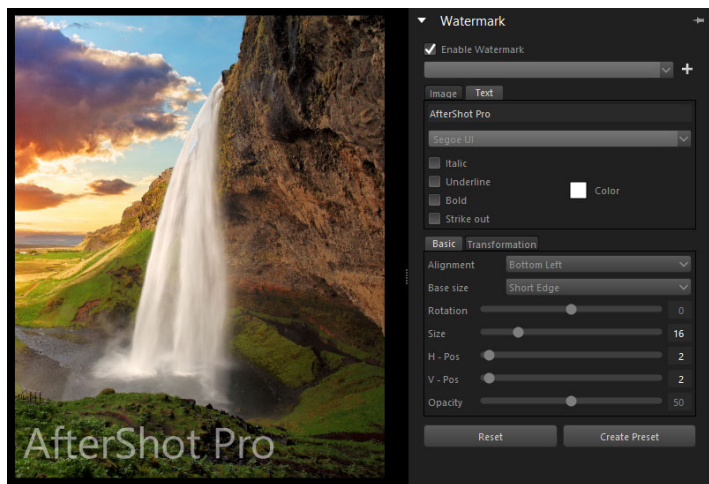 AfterShot Pro
Watermark
Enable Watermark
Image Text
AfterShot Pro
Segoe UI
Italic
Underline
Color
Bold
Strike out
Basic Transformation
Alignment Bottom Left
Base size Short Edge
Rotation 0
Size 16
H - Pos 2
V - Pos 2
Opacity 50
Reset Create Preset